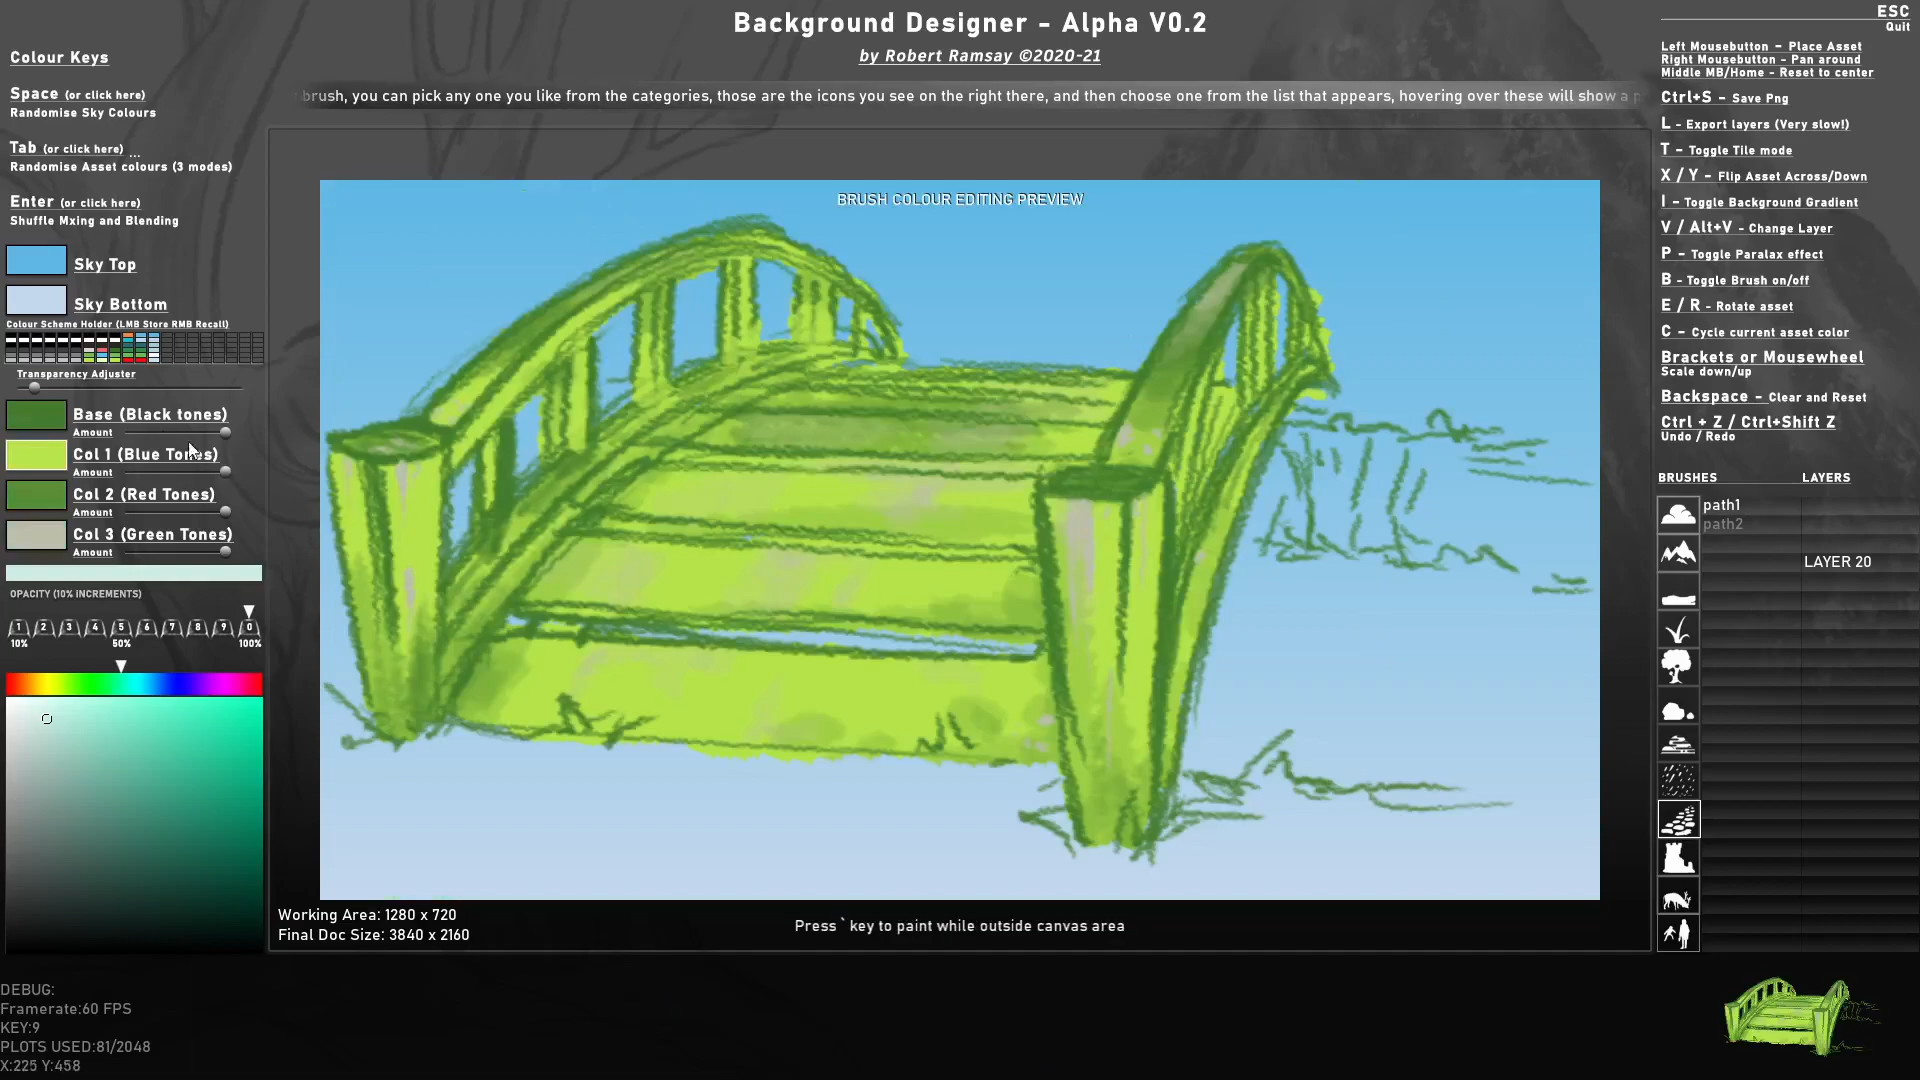 Background Designer - Alpha V0.2
by Robert Ramsay ©2020-21
brush, you can pick any one you like from the categories, those are the icons you see on the right there, and then choose one from the list that appears, hovering over these will show a
Colour Keys
Space (or click here)
Randomise Sky Colours
Tab (or click here) ...
Randomise Asset colours (3 modes)
Enter (or click here)
Shuffle Mxing and Blending
Sky Top
Sky Bottom
Colour Scheme Holder (LMB Store RMB Recall)
Transparency Adjuster
Base (Black tones)
Amount
Col 1 (Blue Tones)
Amount
Col 2 (Red Tones)
Amount
Col 3 (Green Tones)
Amount
OPACITY (10% INCREMENTS)
1 2 3 4 5 6 7 8 9 0
10% 50% 100%
BRUSH COLOUR EDITING PREVIEW
Working Area: 1280 x 720
Final Doc Size: 3840 x 2160
Press ` key to paint while outside canvas area
ESC
Quit
Left Mousebutton - Place Asset
Right Mousebutton - Pan around
Middle MB/Home - Reset to center
Ctrl+S - Save Png
L - Export layers (Very slow!)
T - Toggle Tile mode
X / Y - Flip Asset Across/Down
I - Toggle Background Gradient
V / Alt+V - Change Layer
P - Toggle Paralax effect
B - Toggle Brush on/off
E / R - Rotate asset
C - Cycle current asset color
Brackets or Mousewheel
Scale down/up
Backspace - Clear and Reset
Ctrl + Z / Ctrl+Shift Z
Undo / Redo
BRUSHES LAYERS
path1
path2
LAYER 20
DEBUG:
Framerate:60 FPS
KEY:9
PLOTS USED:81/2048
X:225 Y:458